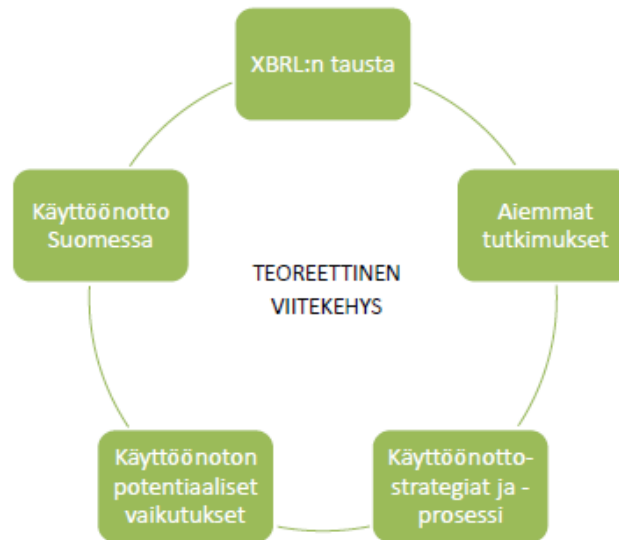 XBRL:n tausta
Käyttöönotto
Suomessa
Aiemmat
tutkimukset
TEOREETTINEN
VIITEKEHYS
Käyttöönoton
potentiaaliset
vaikutukset
Käyttöönotto-
strategiat ja -
prosessi